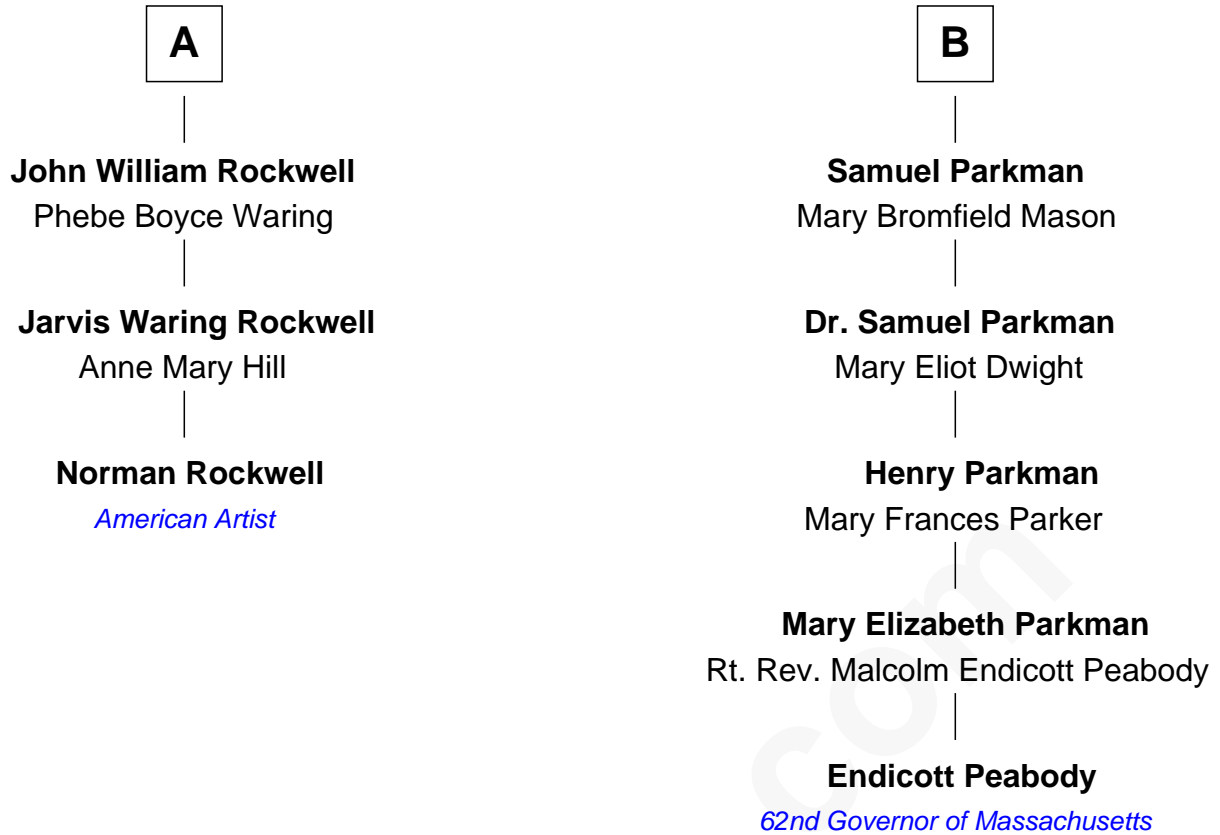 A
John William Rockwell
Phebe Boyce Waring
Jarvis Waring Rockwell
Anne Mary Hill
Norman Rockwell
American Artist
B
Samuel Parkman
Mary Bromfield Mason
Dr. Samuel Parkman
Mary Eliot Dwight
Henry Parkman
Mary Frances Parker
Mary Elizabeth Parkman
Rt. Rev. Malcolm Endicott Peabody
Endicott Peabody
62nd Governor of Massachusetts
com